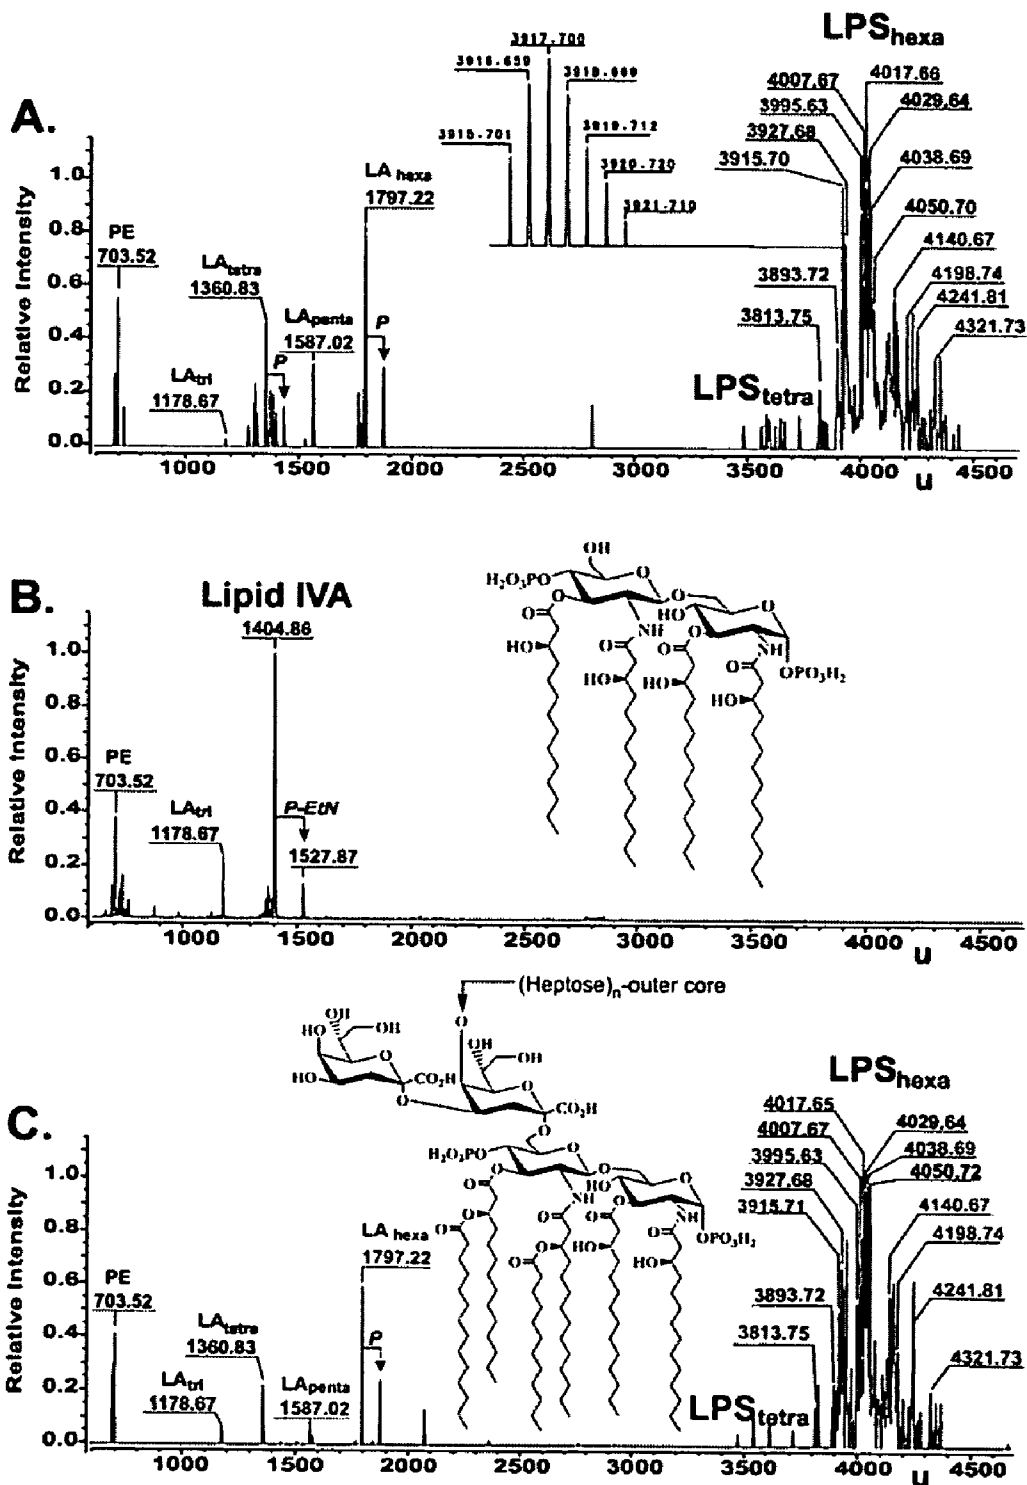 A.
Relative Intensity
1.0
0.8
0.6
0.4
0.2
0.0
PE
703.52
LAtri
1178.67
LAtetra
1360.83
P
LApenta
1587.02
LA hexa
1797.22
P
3915.701
3916.659
3917.700
3919.712
3920.720
3921.710
LPShexa
4007.67
3995.63
3927.68
3915.70
3893.72
3813.75
LPStetra
4017.66
4029.64
4038.69
4050.70
4140.67
4198.74
4241.81
4321.73
1000 1500 2000 2500 3000 3500 4000 4500
u
B.
Lipid IVA
1404.86
Relative Intensity
1.0
0.8
0.6
0.4
0.2
0.0
PE
703.52
LAtri
1178.67
P-EtN
1527.87
OH
H2O3PO
O
O
O
HO
O
O
HO
NH
O
HO
O
O
HO
NH
O
HO
OPO3H2
1000 1500 2000 2500 3000 3500 4000 4500
u
(Heptose)n-outer core
OH
HO
OH
O
HO
CO2H
O
O
OH
OH
O
CO2H
O
C.
Relative Intensity
1.0
0.8
0.6
0.4
0.2
0.0
PE
703.52
LAtri
1178.67
LAtetra
1360.83
LApenta
1587.02
LA hexa
1797.22
P
H2O3PO
O
O
O
O
HO
O
NH
O
O
O
O
O
O
O
HO
NH
O
HO
OPO3H2
LPShexa
4017.65
4007.67
3995.63
3927.68
3915.71
3893.72
3813.75
LPStetra
4029.64
4038.69
4050.72
4140.67
4198.74
4241.81
4321.73
1000 1500 2000 2500 3000 3500 4000 4500
u